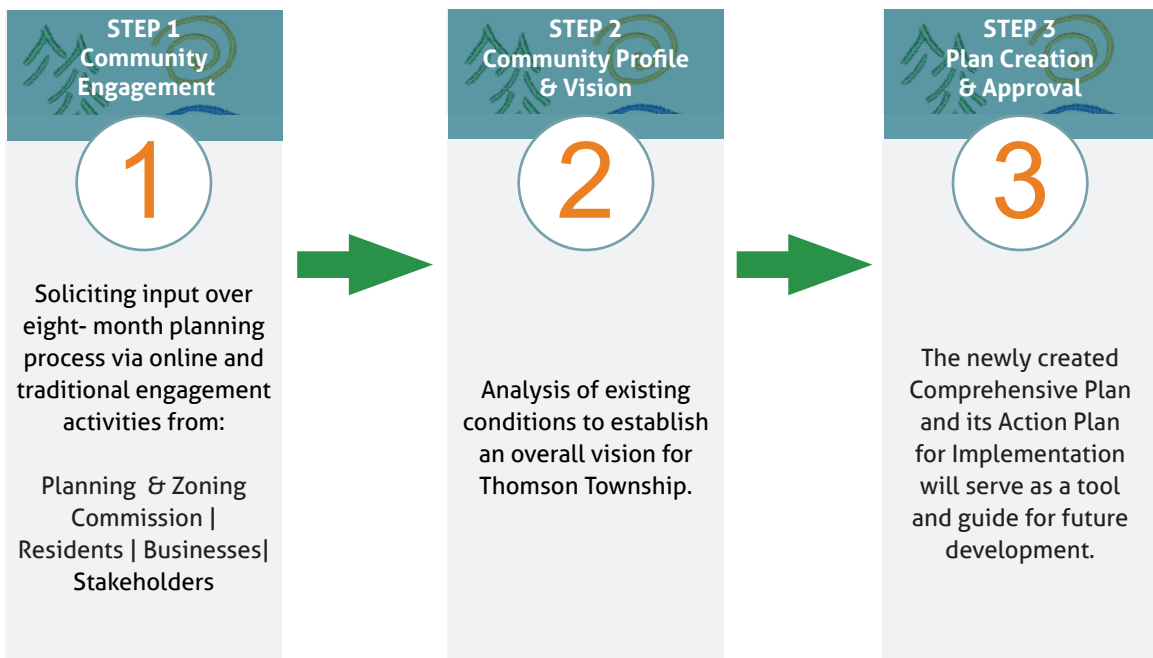 STEP 1
Community
Engagement
1
Soliciting input over
eight- month planning
process via online and
traditional engagement
activities from:
Planning & Zoning
Commission |
Residents | Businesses|
Stakeholders
STEP 2
Community Profile
& Vision
2
Analysis of existing
conditions to establish
an overall vision for
Thomson Township.
STEP 3
Plan Creation
& Approval
3
The newly created
Comprehensive Plan
and its Action Plan
for Implementation
will serve as a tool
and guide for future
development.